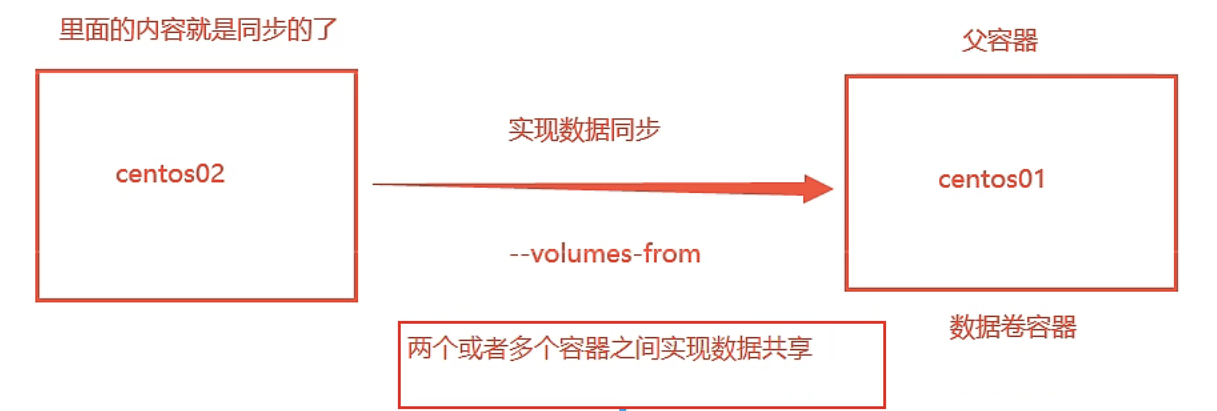 里面的内容就是同步的了
父容器
实现数据同步
centos02
centos01
--volumes-from
数据卷容器
两个或者多个容器之间实现数据共享